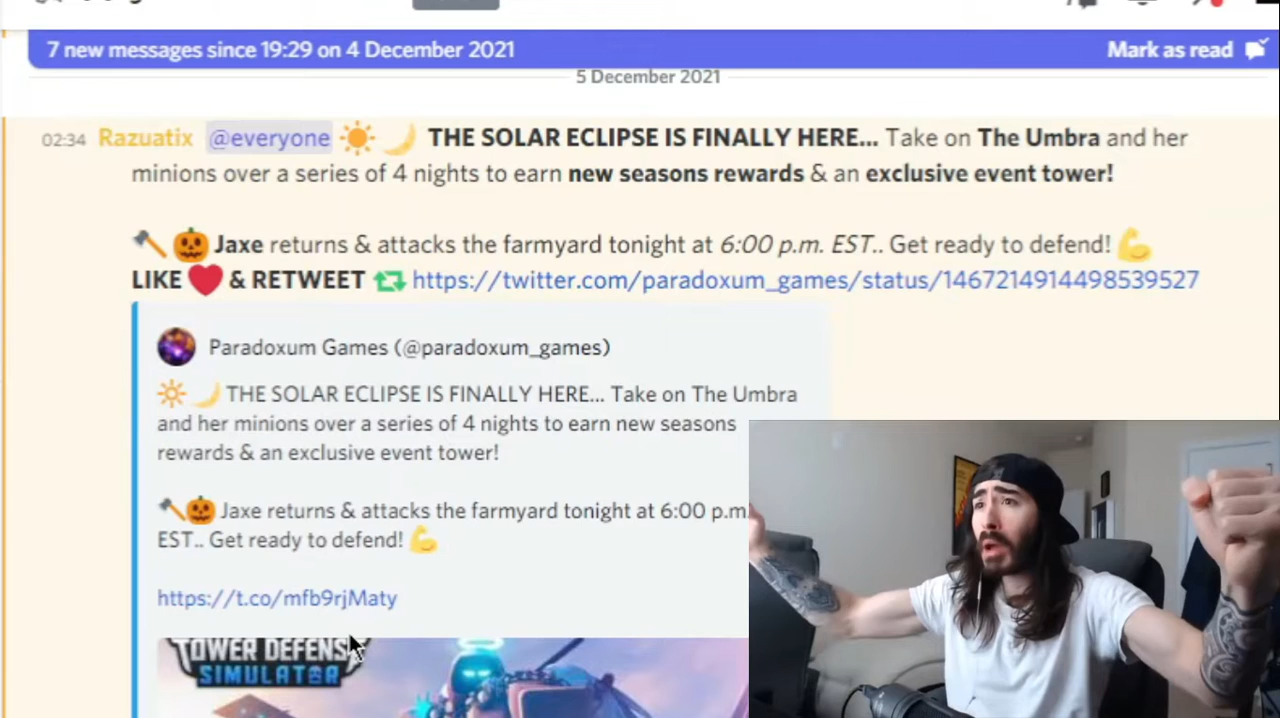 7 new messages since 19:29 on 4 December 2021 Mark as read
5 December 2021
02:34 Razuatix @everyone ☀️🌙 THE SOLAR ECLIPSE IS FINALLY HERE... Take on The Umbra and her
minions over a series of 4 nights to earn new seasons rewards & an exclusive event tower!
🪓🎃Jaxe returns & attacks the farmyard tonight at 6:00 p.m. EST.. Get ready to defend! 💪
LIKE ❤️ & RETWEET 🔁 https://twitter.com/paradoxum_games/status/1467214914498539527
Paradoxum Games (@paradoxum_games)
☀️🌙 THE SOLAR ECLIPSE IS FINALLY HERE... Take on The Umbra
and her minions over a series of 4 nights to earn new seasons
rewards & an exclusive event tower!
🪓🎃 Jaxe returns & attacks the farmyard tonight at 6:00 p.m.
EST.. Get ready to defend! 💪
https://t.co/mfb9rjMaty
TOWER DEFENSE
SIMULATOR